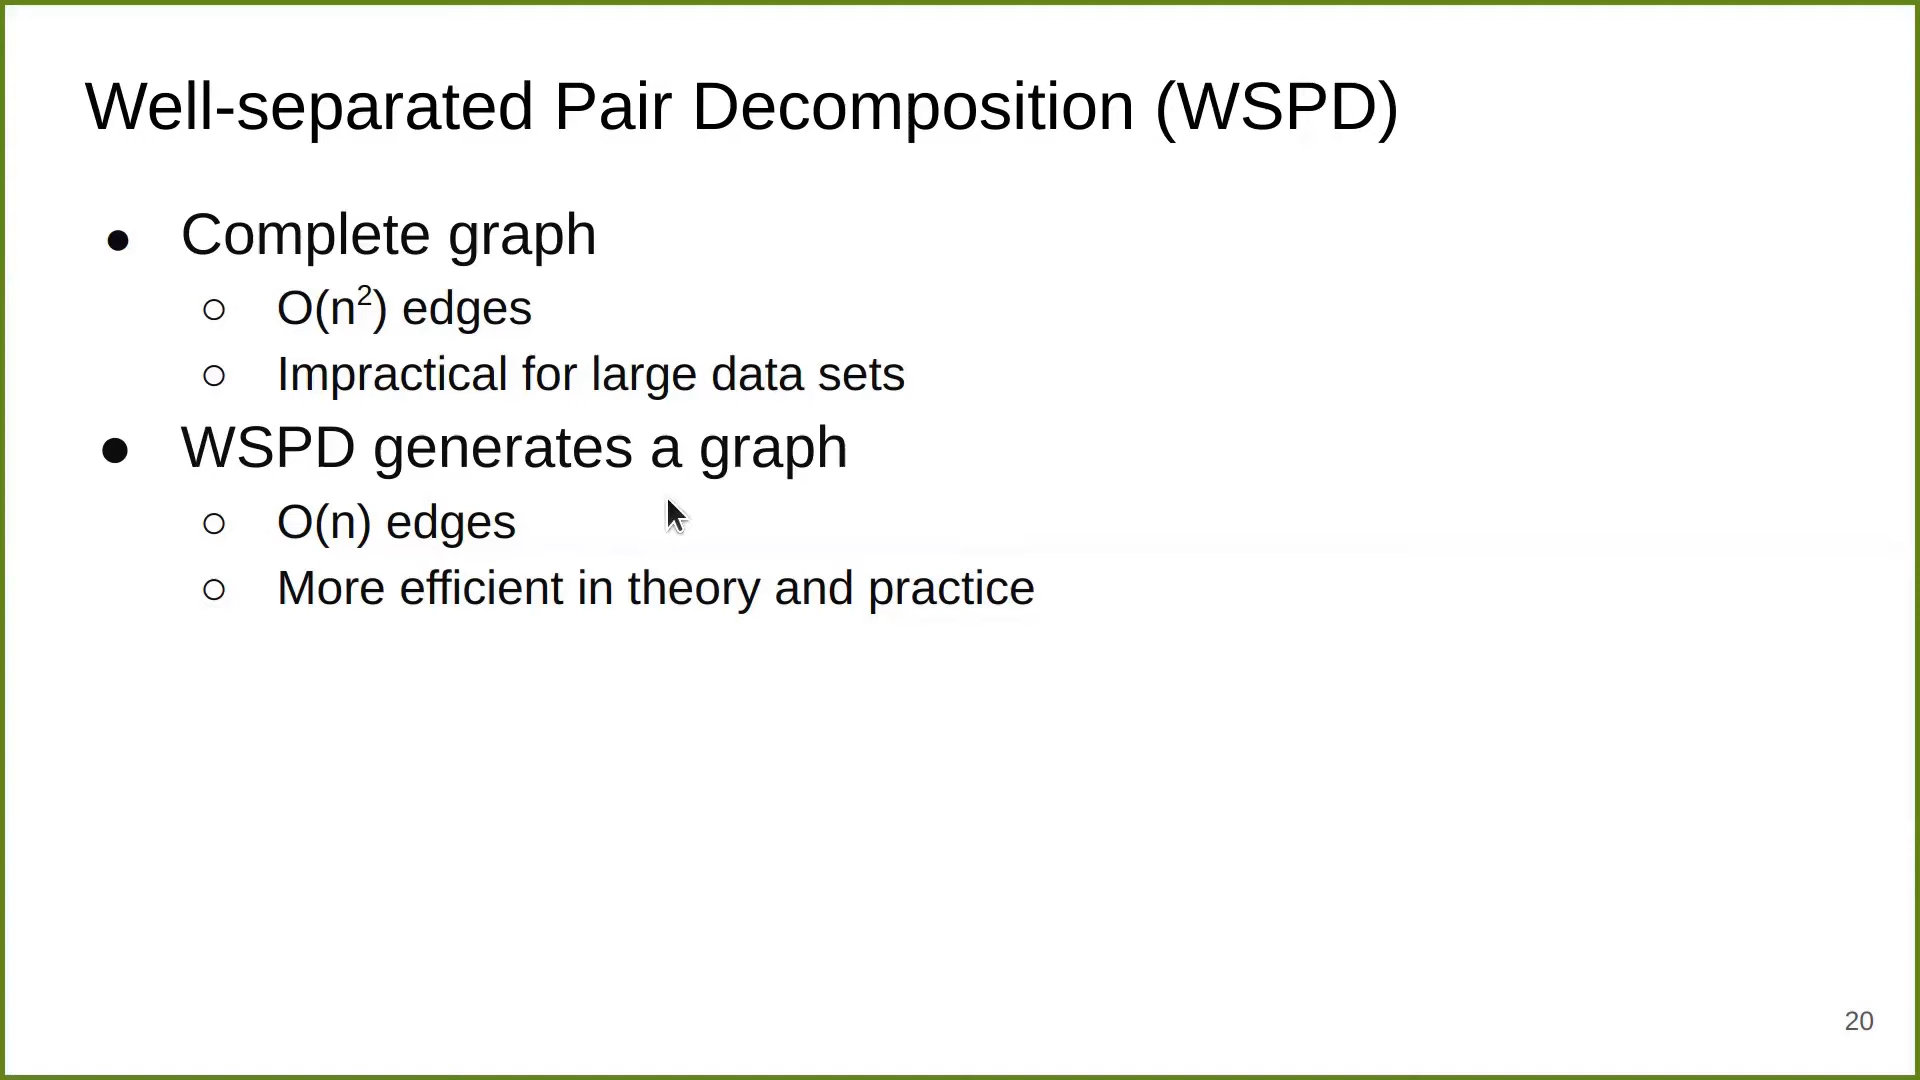 Well-separated Pair Decomposition (WSPD)
● Complete graph
○ O(n²) edges
○ Impractical for large data sets
● WSPD generates a graph
○ O(n) edges
○ More efficient in theory and practice
20